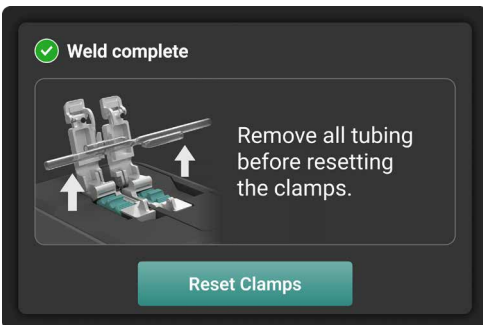 Weld complete
Remove all tubing
before resetting
the clamps.
Reset Clamps